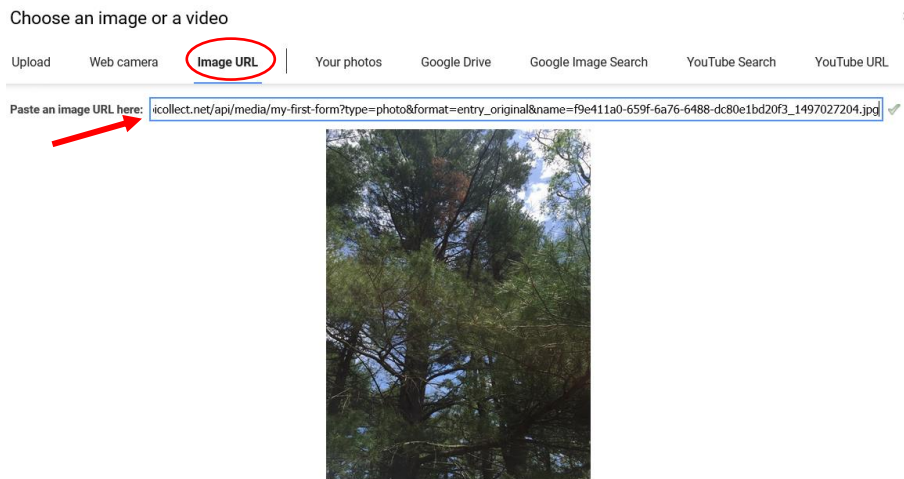 Choose an image or a video
Upload Web camera Image URL Your photos Google Drive Google Image Search YouTube Search YouTube URL
Paste an image URL here: icollect.net/api/media/my-first-form?type=photo&format=entry_original&name=f9e411a0-659f-6a76-6488-dc80e1bd20f3_1497027204.jpg